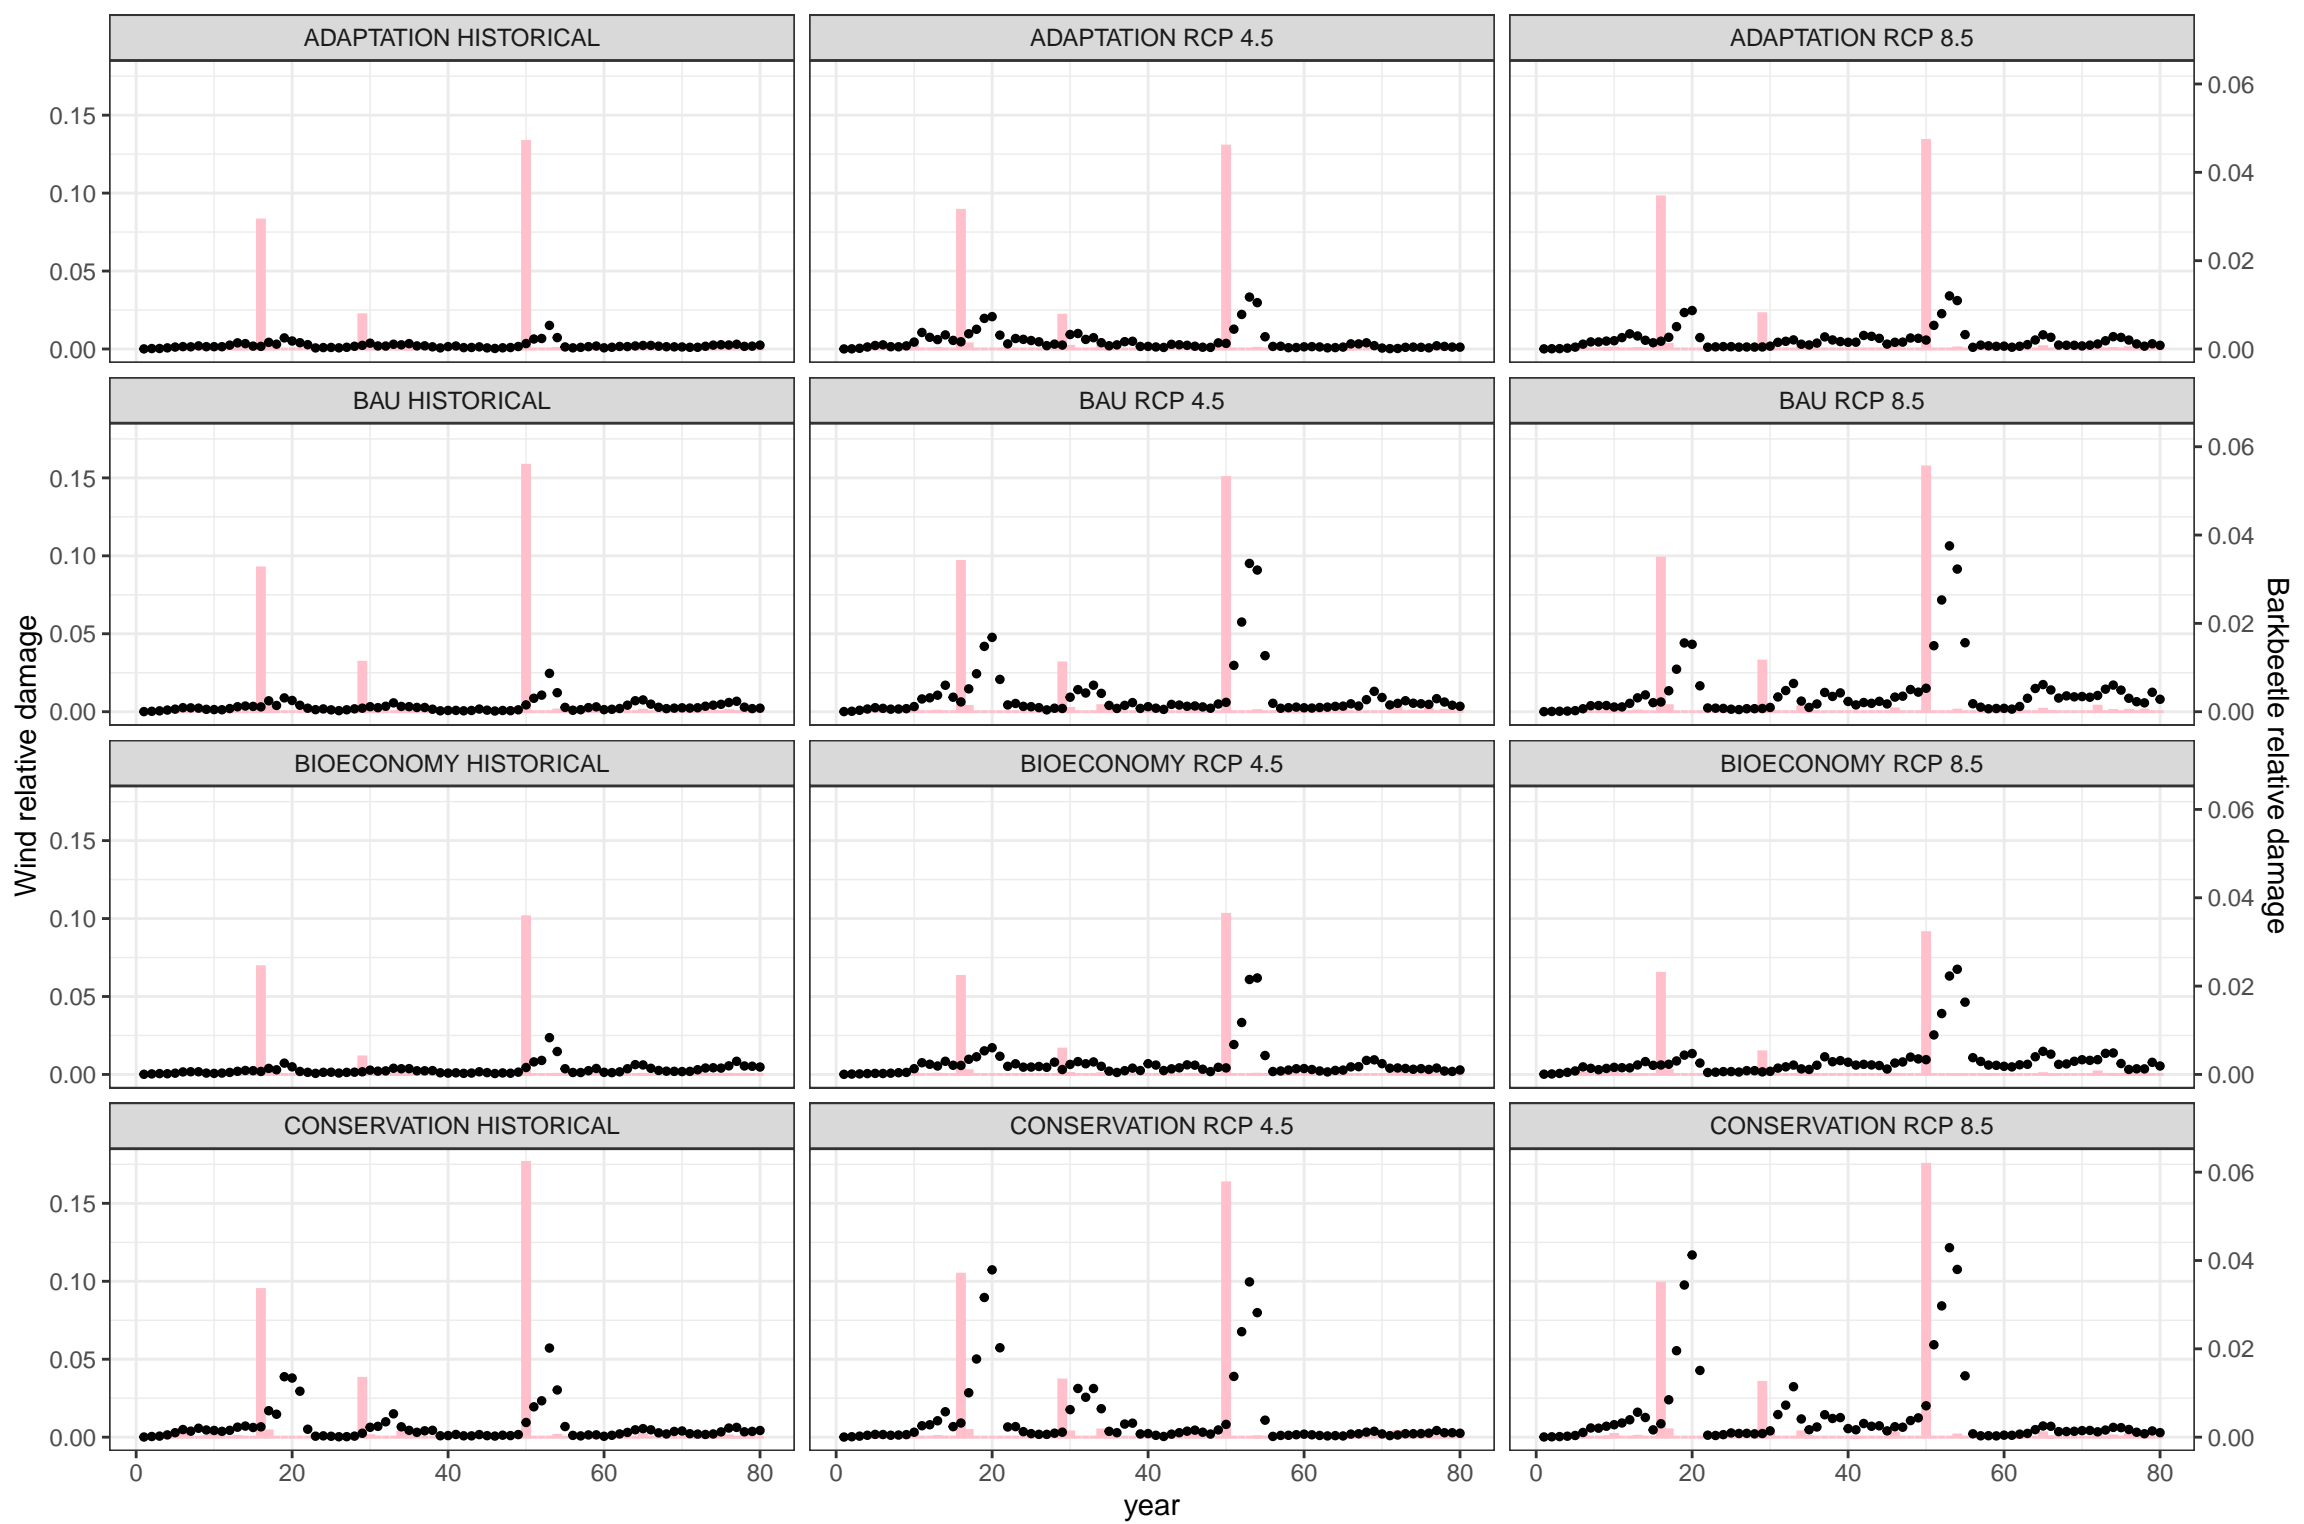 ADAPTATION HISTORICAL ADAPTATION RCP 4.5 ADAPTATION RCP 8.5
0.15 0.10 0.05 0.00
0.06 0.04 0.02 0.00
BAU HISTORICAL BAU RCP 4.5 BAU RCP 8.5
0.15 0.10 0.05 0.00
0.06 0.04 0.02 0.00
Wind relative damage
Barkbeetle relative damage
BIOECONOMY HISTORICAL BIOECONOMY RCP 4.5 BIOECONOMY RCP 8.5
0.15 0.10 0.05 0.00
0.06 0.04 0.02 0.00
CONSERVATION HISTORICAL CONSERVATION RCP 4.5 CONSERVATION RCP 8.5
0.15 0.10 0.05 0.00
0.06 0.04 0.02 0.00
0 20 40 60 80 0 20 40 60 80 0 20 40 60 80
year